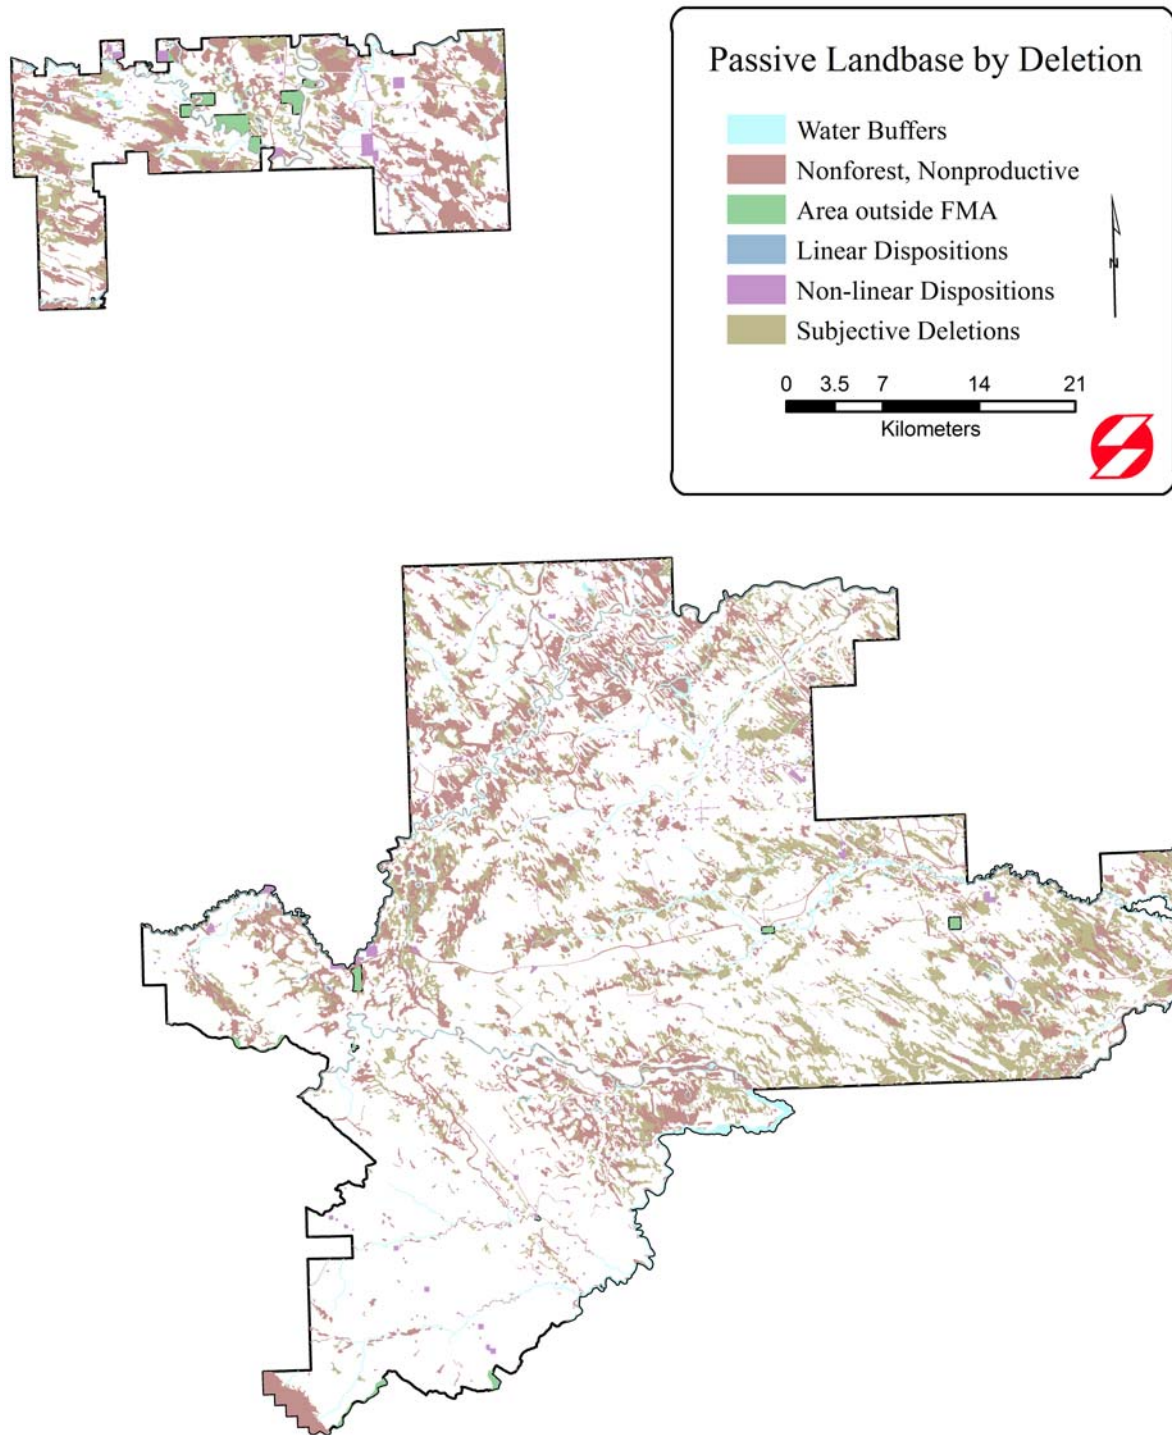 Passive Landbase by Deletion
Water Buffers
Nonforest, Nonproductive
Area outside FMA
Linear Dispositions
Non-linear Dispositions
Subjective Deletions
N
0 3.5 7 14 21
Kilometers